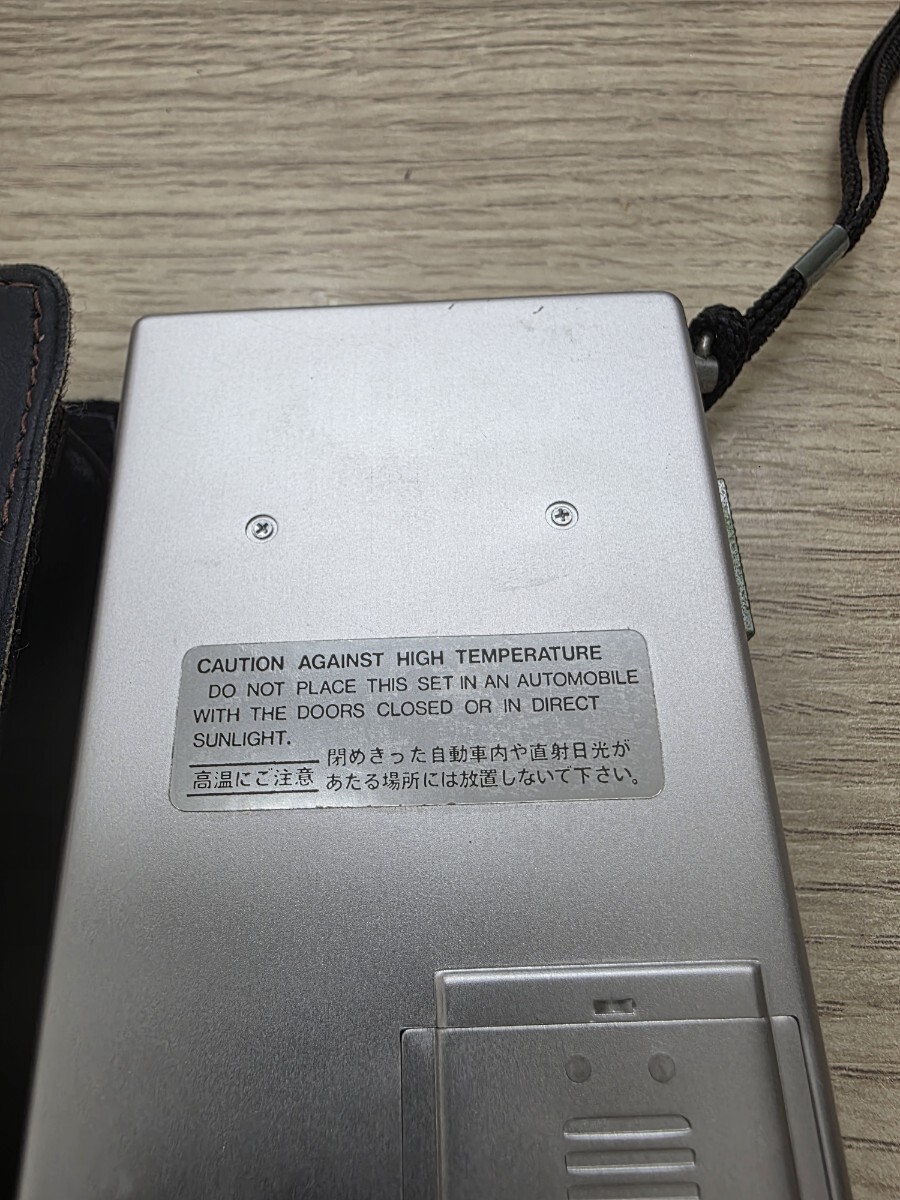 CAUTION AGAINST HIGH TEMPERATURE
DO NOT PLACE THIS SET IN AN AUTOMOBILE
WITH THE DOORS CLOSED OR IN DIRECT
SUNLIGHT.
高温にご注意
閉めきった自動車内や直射日光が
あたる場所には放置しないで下さい。